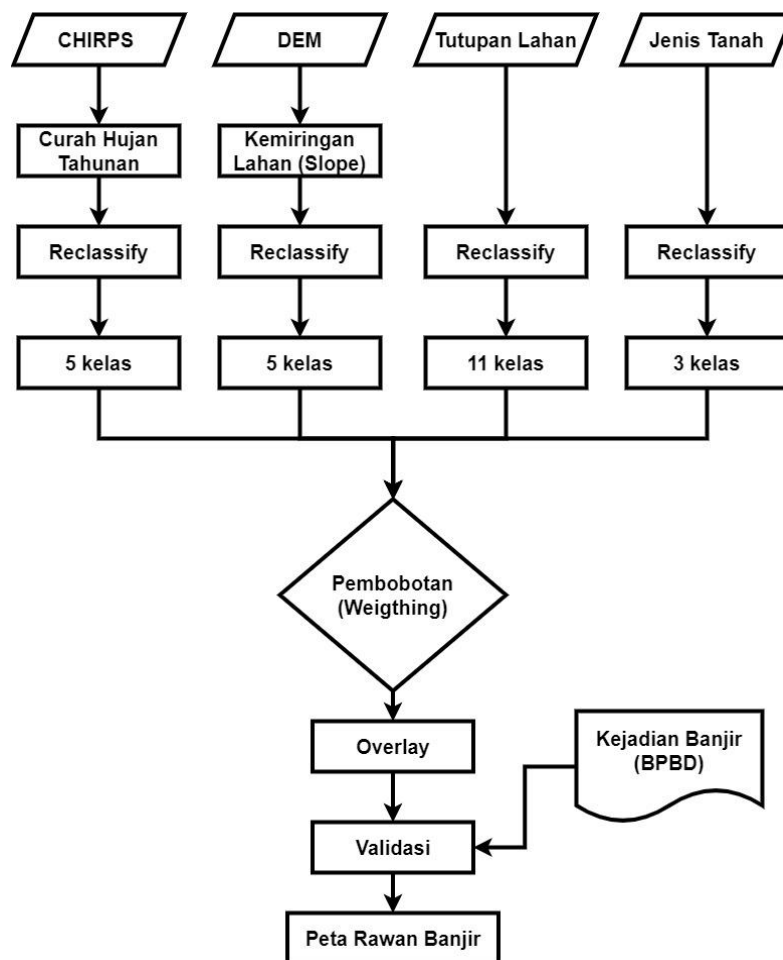 CHIRPS
DEM
Tutupan Lahan
Jenis Tanah
Curah Hujan
Tahunan
Kemiringan
Lahan (Slope)
Reclassify
Reclassify
Reclassify
Reclassify
5 kelas
5 kelas
11 kelas
3 kelas
Pembobotan
(Weigthing)
Overlay
Kejadian Banjir
(BPBD)
Validasi
Peta Rawan Banjir